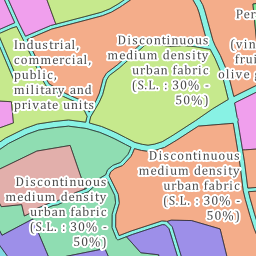 Industrial,
commercial,
public,
military and
private units
Discontinuous
medium density
urban fabric
(S.L. : 30% -
50%)
Per
(vin
fru
olive g
Discontinuous
medium density
urban fabric
(S.L. : 30% -
50%)
Discontinuous
medium density
urban fabric
(S.L. : 30% -
50%)